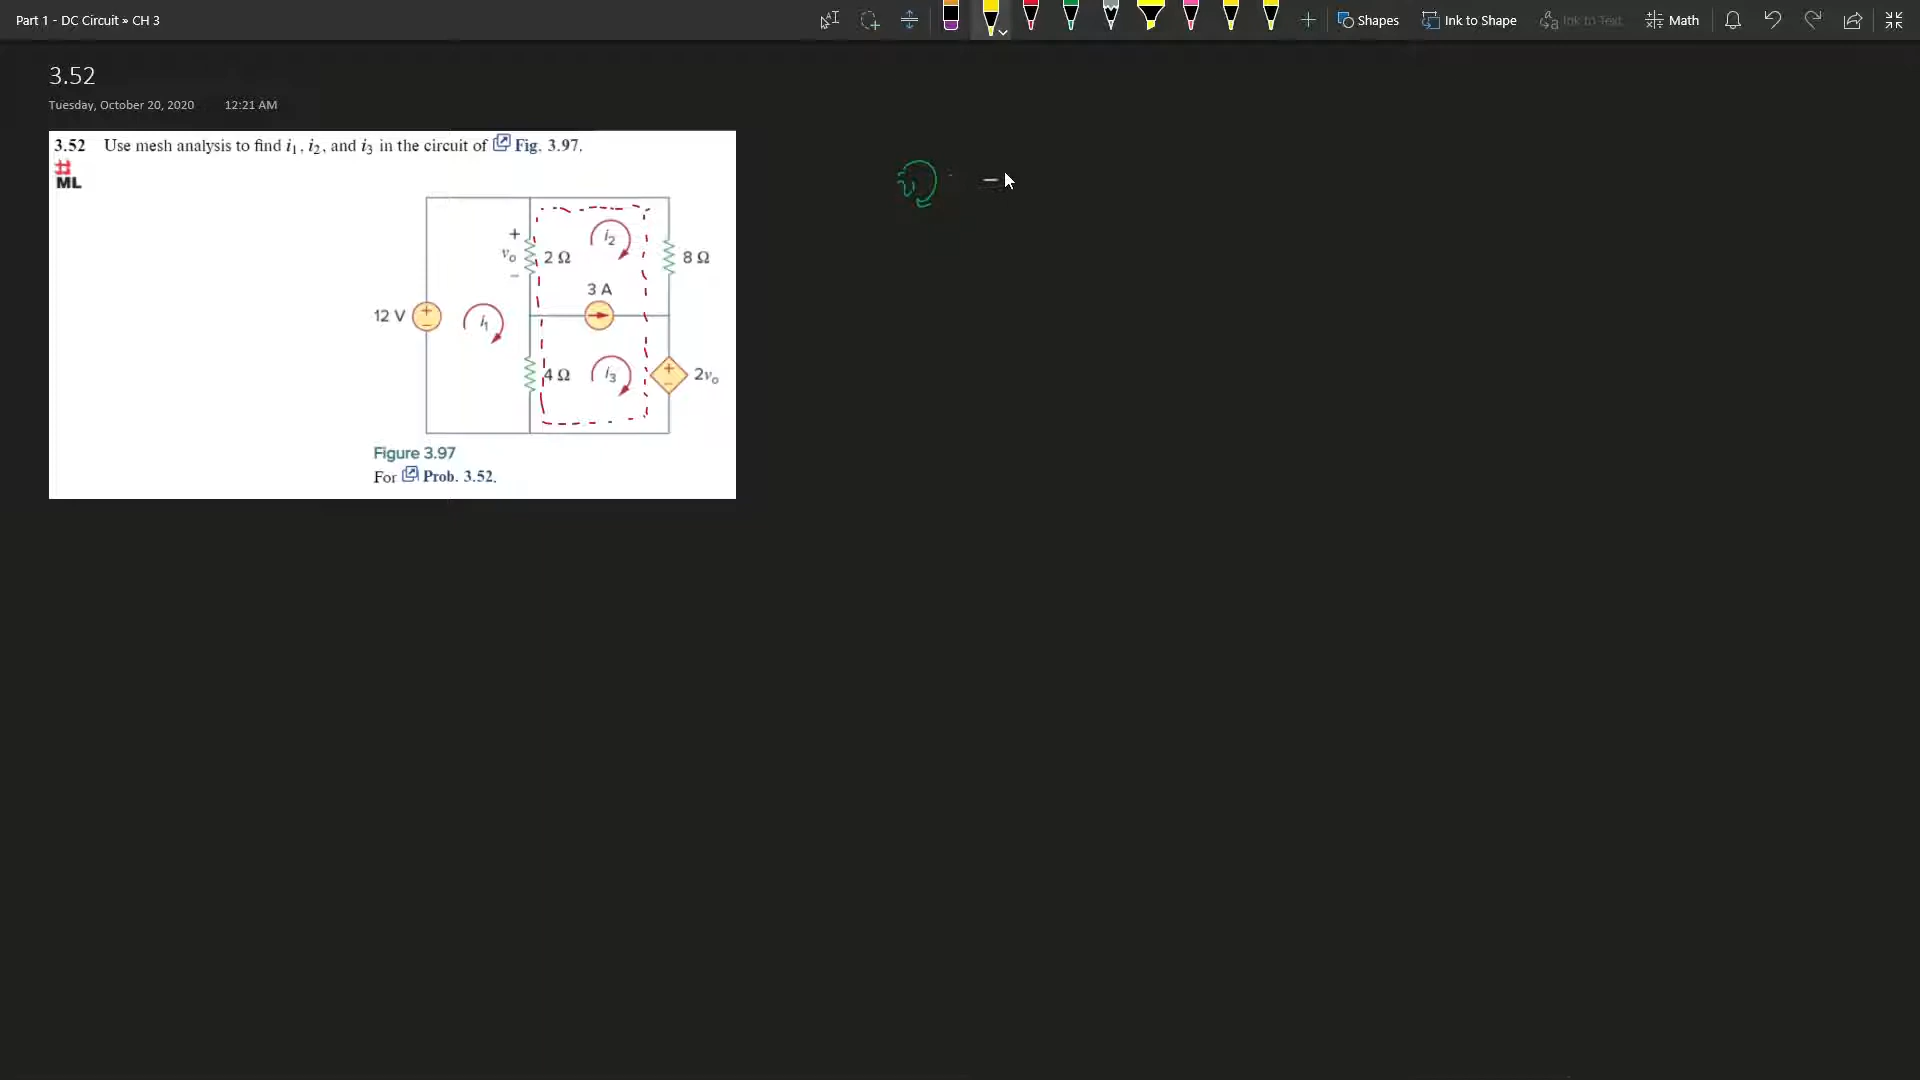 Part 1 - DC Circuit » CH 3
Shapes
Ink to Shape
Ink to Text
Math
3.52
Tuesday, October 20, 2020 12:21 AM
3.52 Use mesh analysis to find i₁, i₂, and i₃ in the circuit of Fig. 3.97.
ML
+
v₀
−
2 Ω
i₂
8 Ω
3 A
12 V
+
−
i₁
4 Ω
i₃
+
−
2v₀
Figure 3.97
For Prob. 3.52.
−